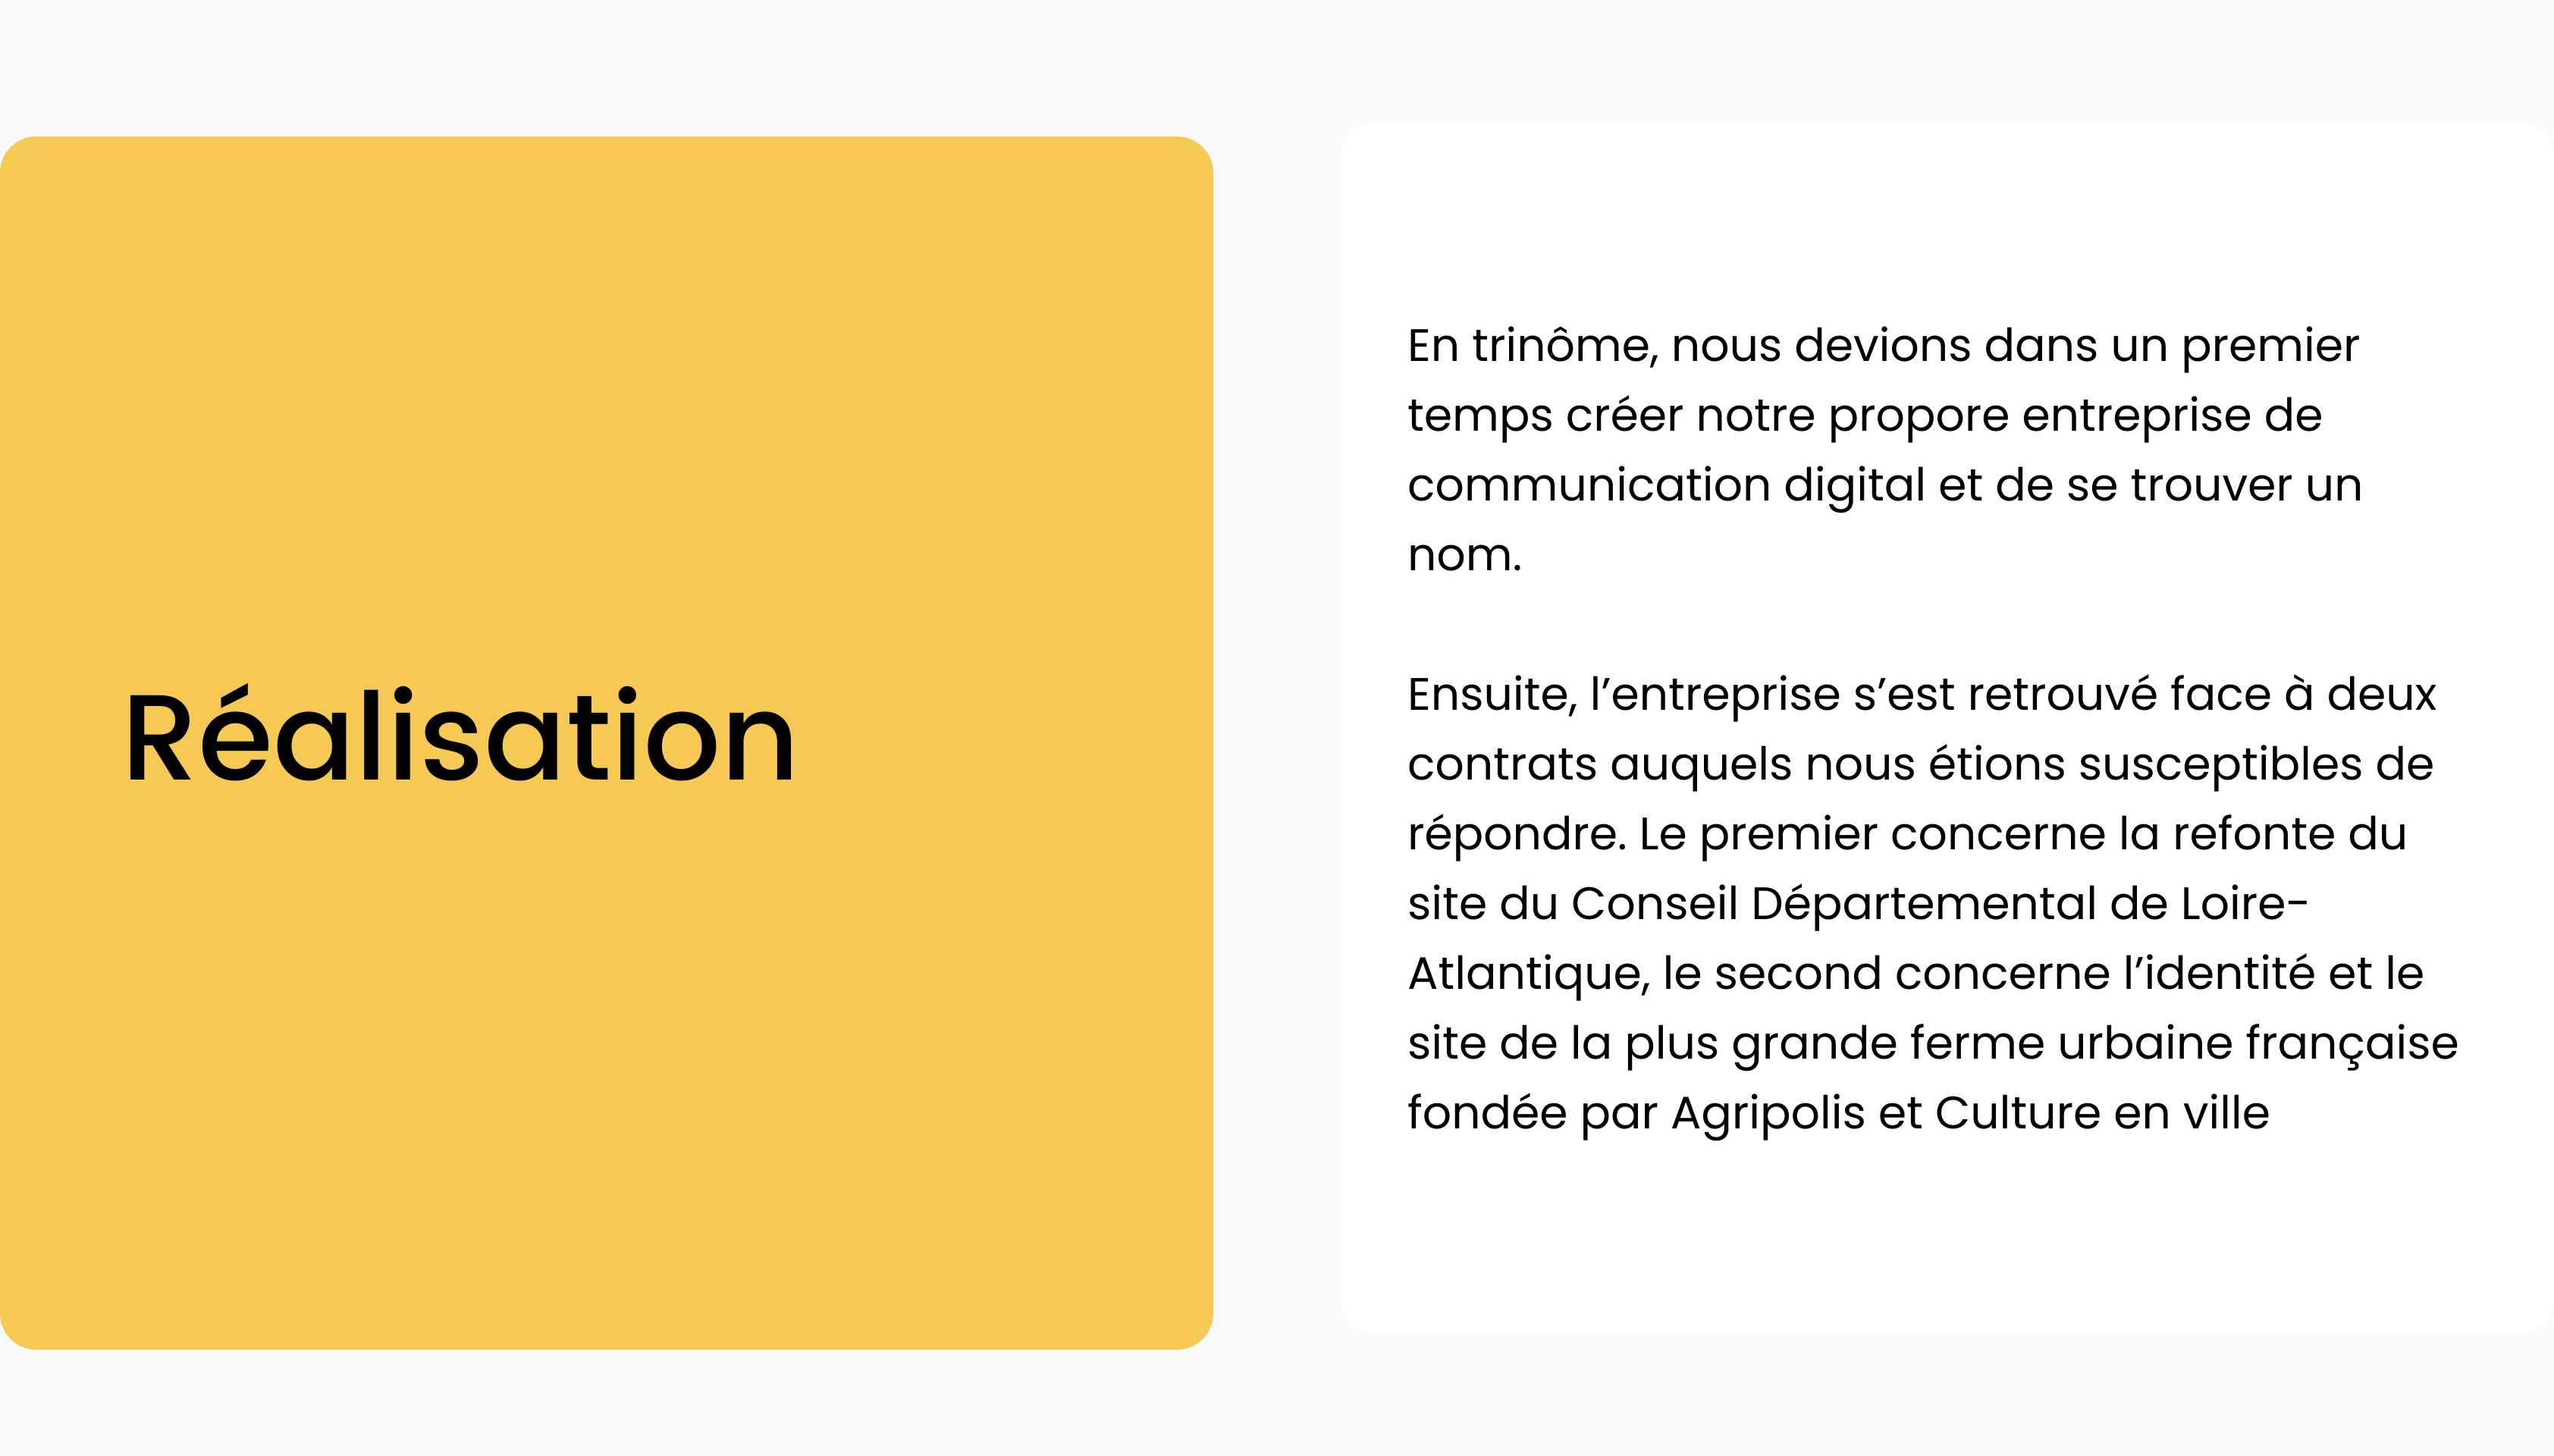 Réalisation
En trinôme, nous devions dans un premier
temps créer notre propore entreprise de
communication digital et de se trouver un
nom.
Ensuite, l’entreprise s’est retrouvé face à deux
contrats auquels nous étions susceptibles de
répondre. Le premier concerne la refonte du
site du Conseil Départemental de Loire-
Atlantique, le second concerne l’identité et le
site de la plus grande ferme urbaine française
fondée par Agripolis et Culture en ville